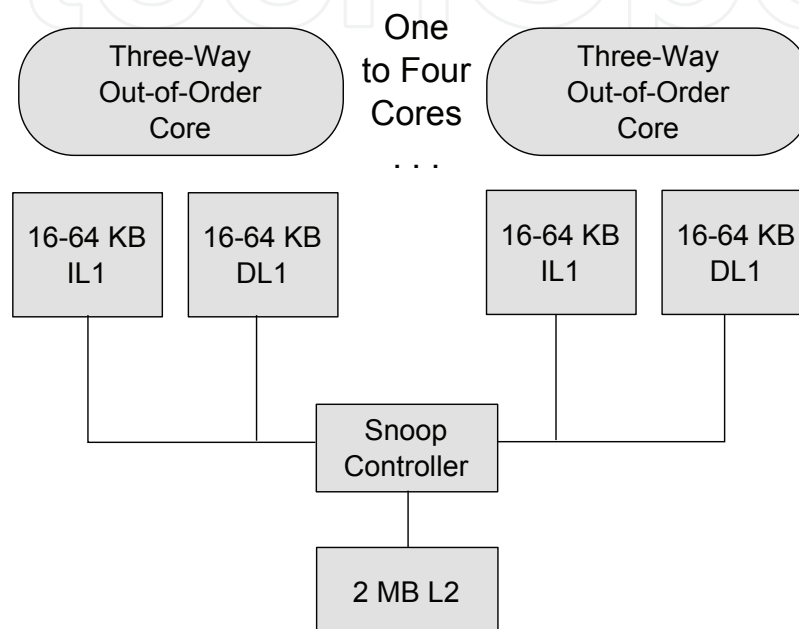 Three-Way
Out-of-Order
Core
One
to Four
Cores
. . .
Three-Way
Out-of-Order
Core
16-64 KB
IL1
16-64 KB
DL1
16-64 KB
IL1
16-64 KB
DL1
Snoop
Controller
2 MB L2